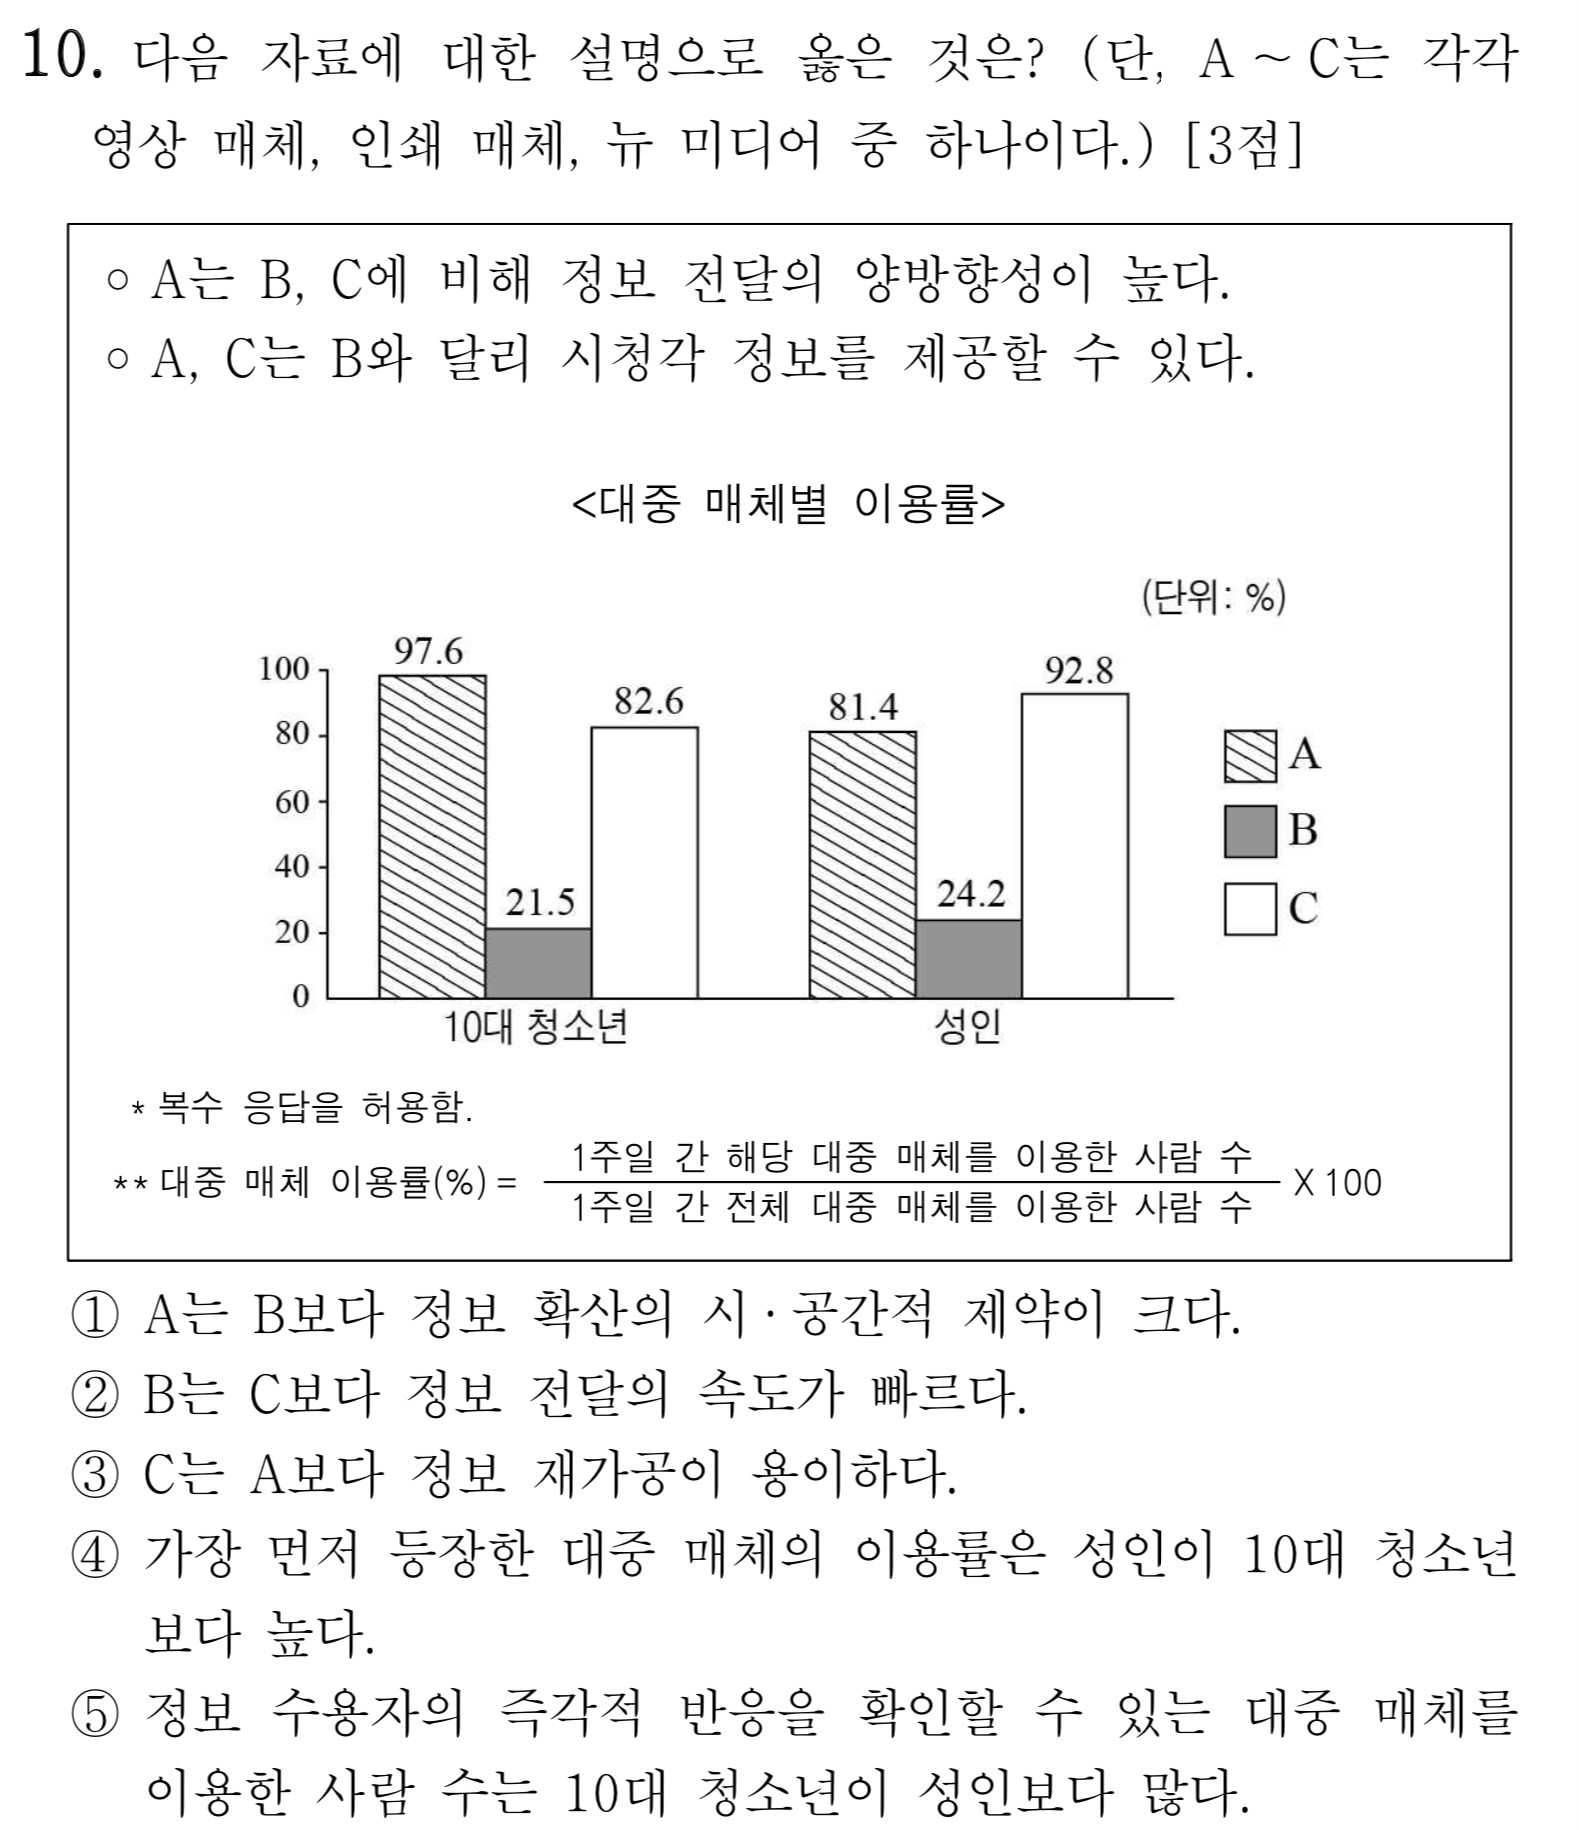 10. 다음 자료에 대한 설명으로 옳은 것은? (단, A ~ C는 각각
영상 매체, 인쇄 매체, 뉴 미디어 중 하나이다.) [3점]
○ A는 B, C에 비해 정보 전달의 양방향성이 높다.
○ A, C는 B와 달리 시청각 정보를 제공할 수 있다.
<대중 매체별 이용률>
(단위: %)
100
80
60
40
20
0
97.6
21.5
82.6
81.4
24.2
92.8
10대 청소년
성인
A
B
C
* 복수 응답을 허용함.
** 대중 매체 이용률(%) =
1주일 간 해당 대중 매체를 이용한 사람 수
1주일 간 전체 대중 매체를 이용한 사람 수
X 100
① A는 B보다 정보 확산의 시·공간적 제약이 크다.
② B는 C보다 정보 전달의 속도가 빠르다.
③ C는 A보다 정보 재가공이 용이하다.
④ 가장 먼저 등장한 대중 매체의 이용률은 성인이 10대 청소년
보다 높다.
⑤ 정보 수용자의 즉각적 반응을 확인할 수 있는 대중 매체를
이용한 사람 수는 10대 청소년이 성인보다 많다.